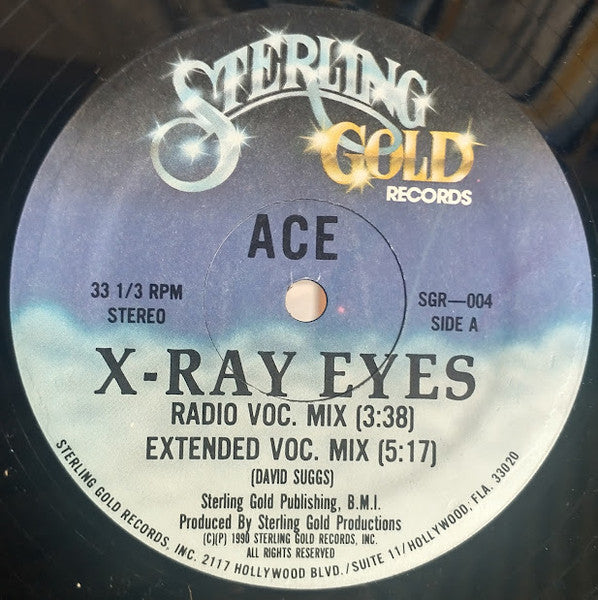 STERLING
GOLD
RECORDS
ACE
33 1/3 RPM
STEREO
SGR—004
SIDE A
X-RAY EYES
RADIO VOC. MIX (3:38)
EXTENDED VOC. MIX (5:17)
(DAVID SUGGS)
Sterling Gold Publishing, B.M.I.
Produced By Sterling Gold Productions
(C)(P) 1990 STERLING GOLD RECORDS, INC.
ALL RIGHTS RESERVED
STERLING GOLD RECORDS, INC. 2117 HOLLYWOOD BLVD./SUITE 11/HOLLYWOOD, FLA. 33020